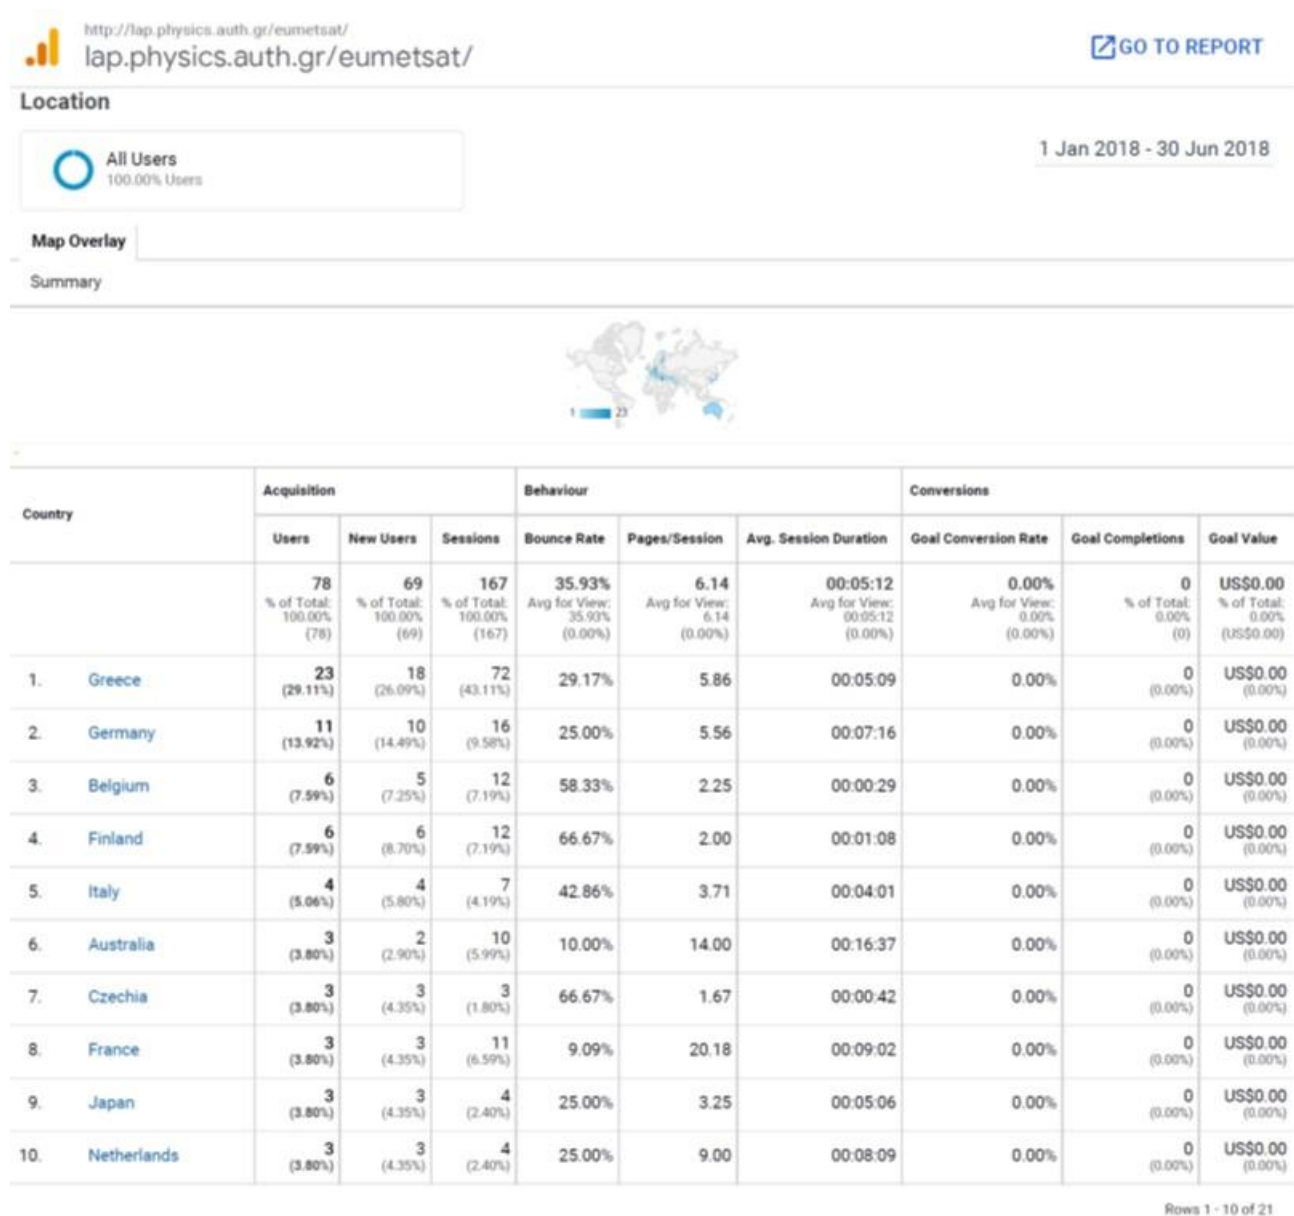 http://lap.physics.auth.gr/eumetsat/
lap.physics.auth.gr/eumetsat/
GO TO REPORT
Location
All Users
100.00% Users
1 Jan 2018 - 30 Jun 2018
Map Overlay
Summary
1 23
Country Acquisition Behaviour Conversions
Users New Users Sessions Bounce Rate Pages/Session Avg. Session Duration Goal Conversion Rate Goal Completions Goal Value
78 69 167 35.93% 6.14 00:05:12 0.00% 0 US$0.00
% of Total: % of Total: % of Total: Avg for View: Avg for View: Avg for View: Avg for View: % of Total: % of Total:
100.00% 100.00% 100.00% 35.93% 6.14 00:05:12 0.00% 0.00% 0.00%
(78) (69) (167) (0.00%) (0.00%) (0.00%) (0.00%) (0) (US$0.00)
1. Greece 23 18 72 29.17% 5.86 00:05:09 0.00% 0 US$0.00
(29.11%) (26.09%) (43.11%) (0.00%) (0.00%)
2. Germany 11 10 16 25.00% 5.56 00:07:16 0.00% 0 US$0.00
(13.92%) (14.49%) (9.58%) (0.00%) (0.00%)
3. Belgium 6 5 12 58.33% 2.25 00:00:29 0.00% 0 US$0.00
(7.59%) (7.25%) (7.19%) (0.00%) (0.00%)
4. Finland 6 6 12 66.67% 2.00 00:01:08 0.00% 0 US$0.00
(7.59%) (8.70%) (7.19%) (0.00%) (0.00%)
5. Italy 4 4 7 42.86% 3.71 00:04:01 0.00% 0 US$0.00
(5.06%) (5.80%) (4.19%) (0.00%) (0.00%)
6. Australia 3 2 10 10.00% 14.00 00:16:37 0.00% 0 US$0.00
(3.80%) (2.90%) (5.99%) (0.00%) (0.00%)
7. Czechia 3 3 3 66.67% 1.67 00:00:42 0.00% 0 US$0.00
(3.80%) (4.35%) (1.80%) (0.00%) (0.00%)
8. France 3 3 11 9.09% 20.18 00:09:02 0.00% 0 US$0.00
(3.80%) (4.35%) (6.59%) (0.00%) (0.00%)
9. Japan 3 3 4 25.00% 3.25 00:05:06 0.00% 0 US$0.00
(3.80%) (4.35%) (2.40%) (0.00%) (0.00%)
10. Netherlands 3 3 4 25.00% 9.00 00:08:09 0.00% 0 US$0.00
(3.80%) (4.35%) (2.40%) (0.00%) (0.00%)
Rows 1 - 10 of 21